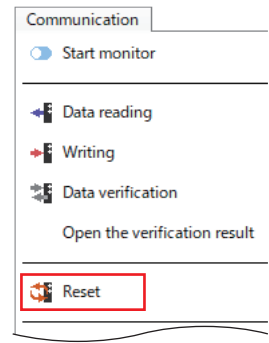 Communication
Start monitor
Data reading
Writing
Data verification
Open the verification result
Reset